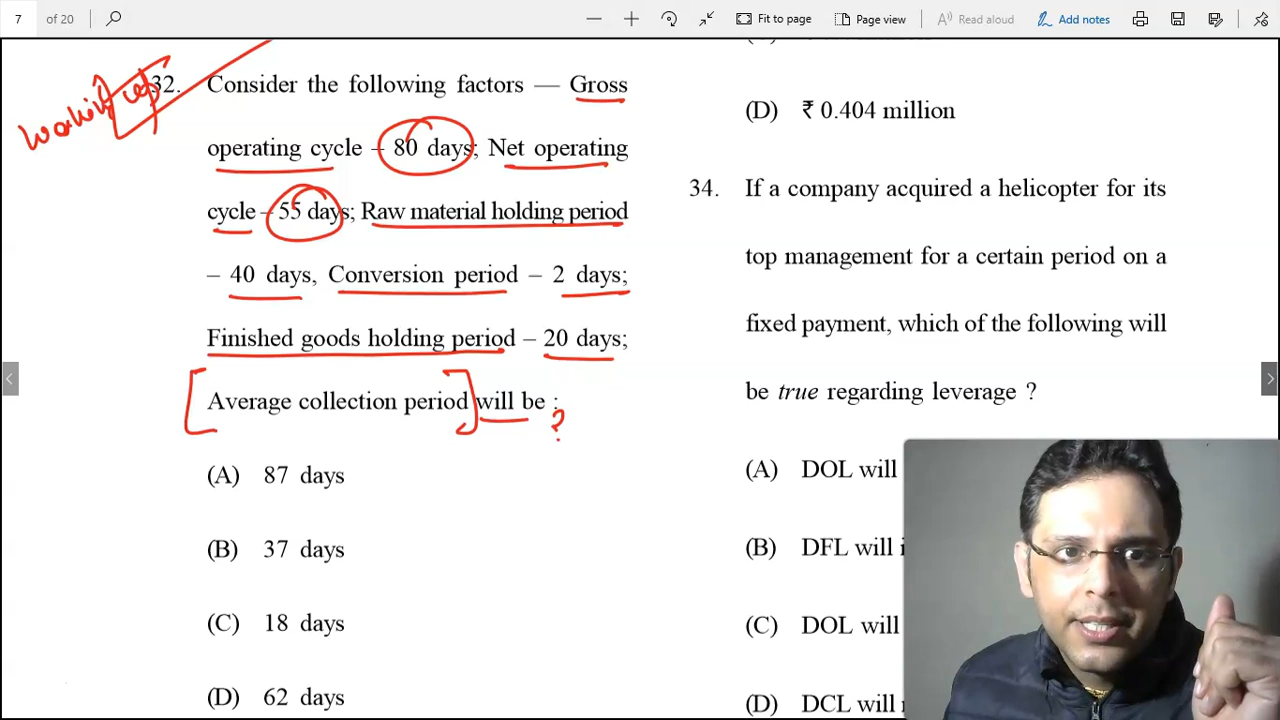 7 of 20 Fit to page Page view Read aloud Add notes
working cap
32. Consider the following factors — Gross
operating cycle – 80 days; Net operating
cycle – 55 days; Raw material holding period
– 40 days, Conversion period – 2 days;
Finished goods holding period – 20 days;
Average collection period will be :
?
(A) 87 days
(B) 37 days
(C) 18 days
(D) 62 days
(D) ₹ 0.404 million
34. If a company acquired a helicopter for its
top management for a certain period on a
fixed payment, which of the following will
be true regarding leverage ?
(A) DOL will
(B) DFL will
(C) DOL will
(D) DCL will